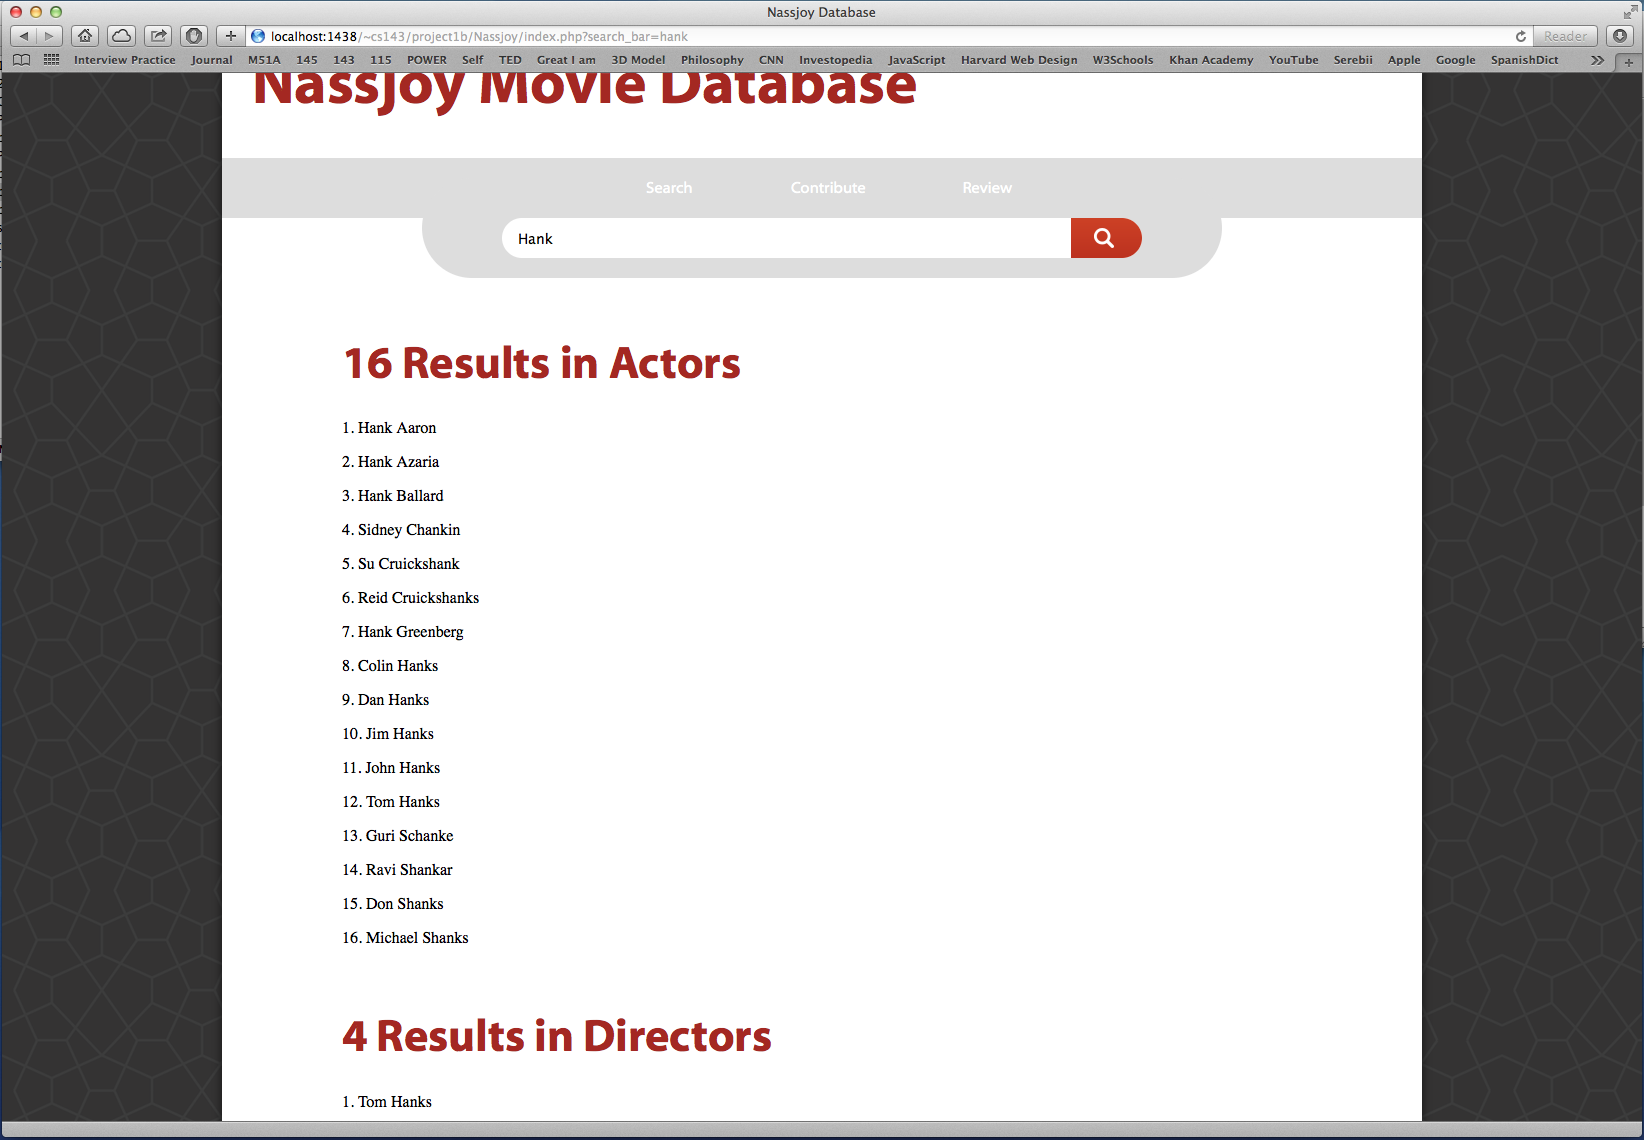 Nassjoy Database
localhost:1438/~cs143/project1b/Nassjoy/index.php?search_bar=hank
Reader
Interview Practice Journal M51A 145 143 115 POWER Self TED Great I am 3D Model Philosophy CNN Investopedia JavaScript Harvard Web Design W3Schools Khan Academy YouTube Serebii Apple Google SpanishDict
Nassjoy Movie Database
Search Contribute Review
Hank
16 Results in Actors
1. Hank Aaron
2. Hank Azaria
3. Hank Ballard
4. Sidney Chankin
5. Su Cruickshank
6. Reid Cruickshanks
7. Hank Greenberg
8. Colin Hanks
9. Dan Hanks
10. Jim Hanks
11. John Hanks
12. Tom Hanks
13. Guri Schanke
14. Ravi Shankar
15. Don Shanks
16. Michael Shanks
4 Results in Directors
1. Tom Hanks